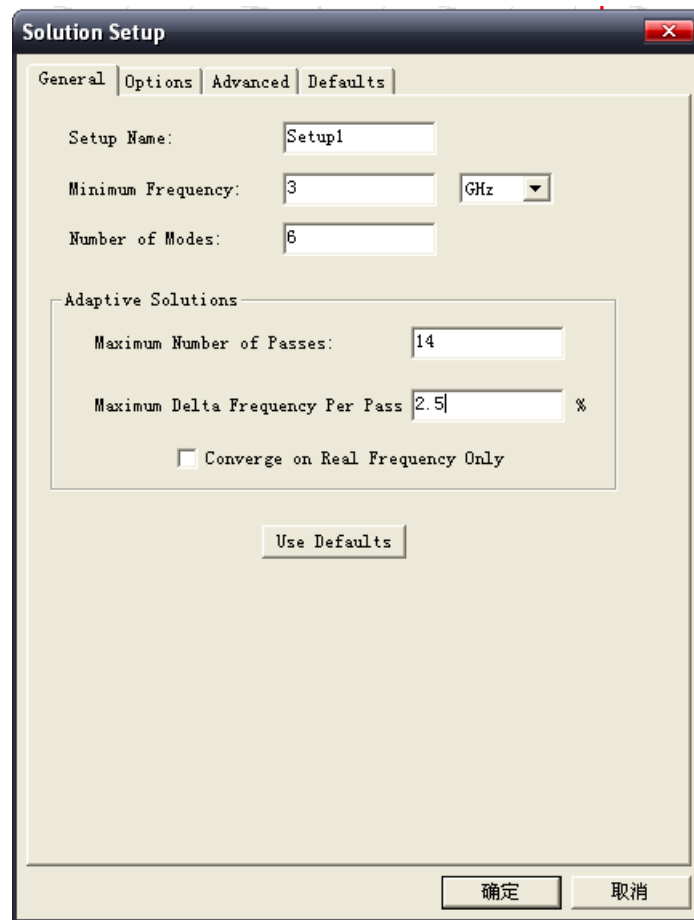 Solution Setup
General Options Advanced Defaults
Setup Name: Setup1
Minimum Frequency: 3 GHz
Number of Modes: 6
Adaptive Solutions
Maximum Number of Passes: 14
Maximum Delta Frequency Per Pass 2.5 %
Converge on Real Frequency Only
Use Defaults
确定 取消